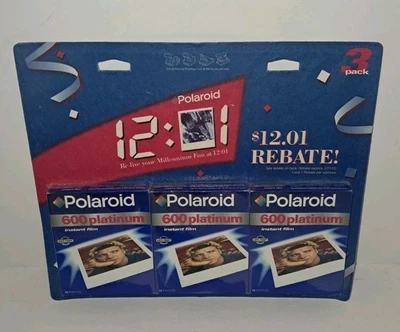 3
pack
Polaroid
12:01
Re-live your Millennium Fun at 12:01
$12.01
REBATE!
Polaroid
600 platinum
instant film
Polaroid
600 platinum
instant film
Polaroid
600 platinum
instant film